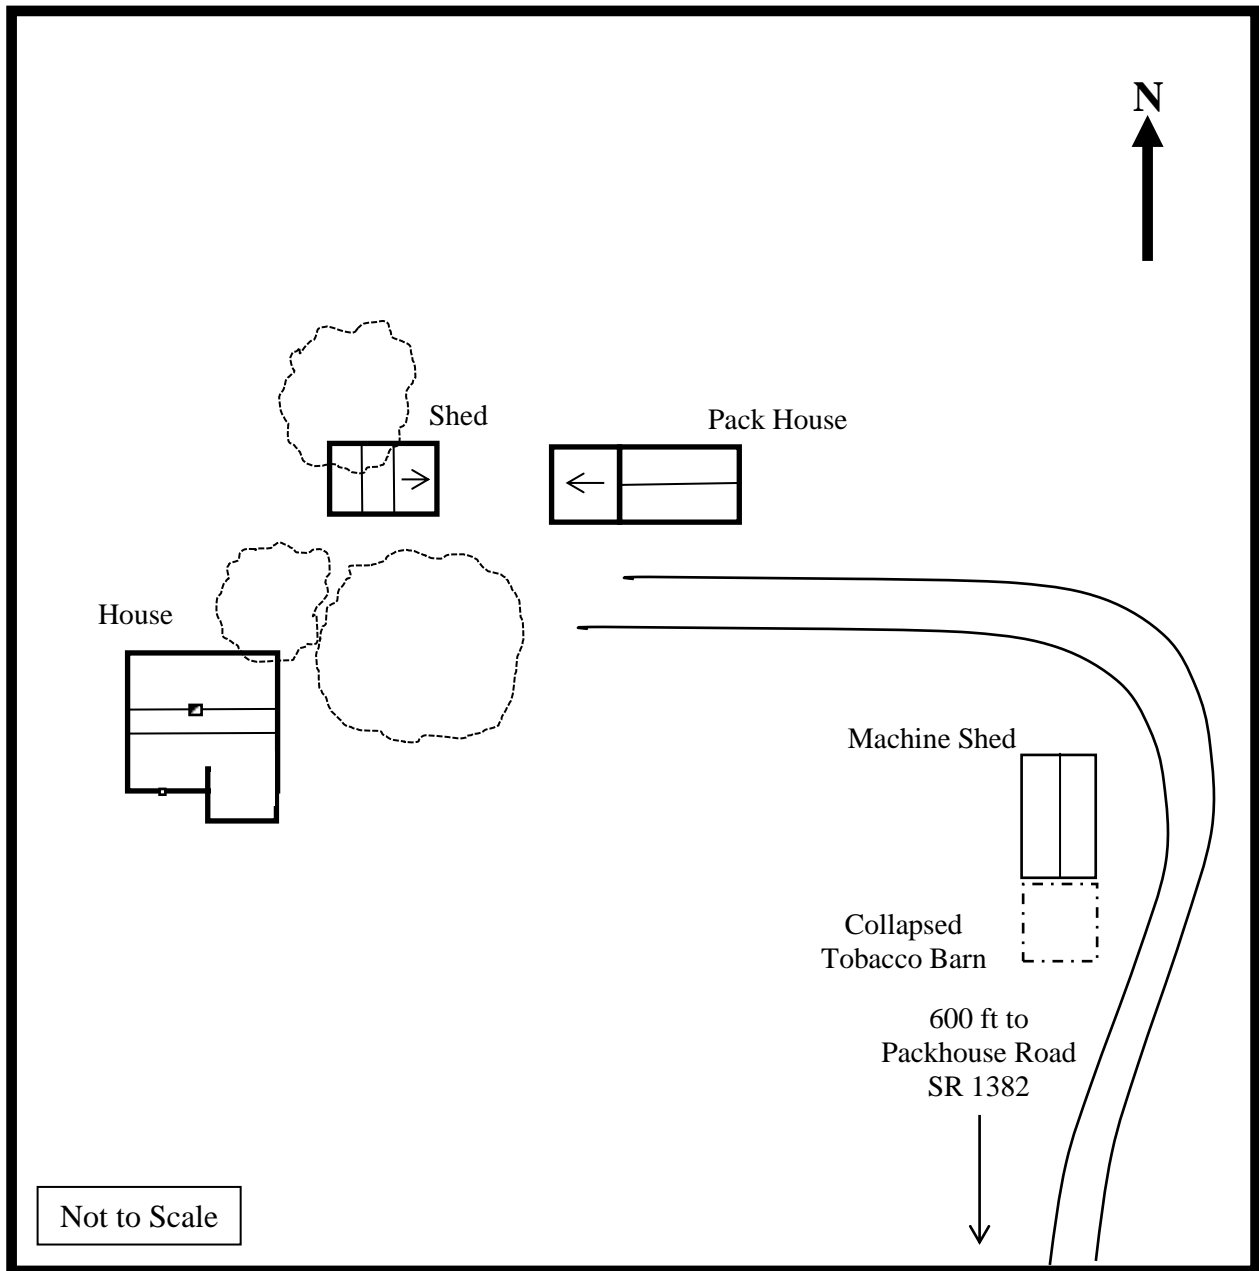 N
Shed
Pack House
House
Machine Shed
Collapsed
Tobacco Barn
600 ft to
Packhouse Road
SR 1382
Not to Scale